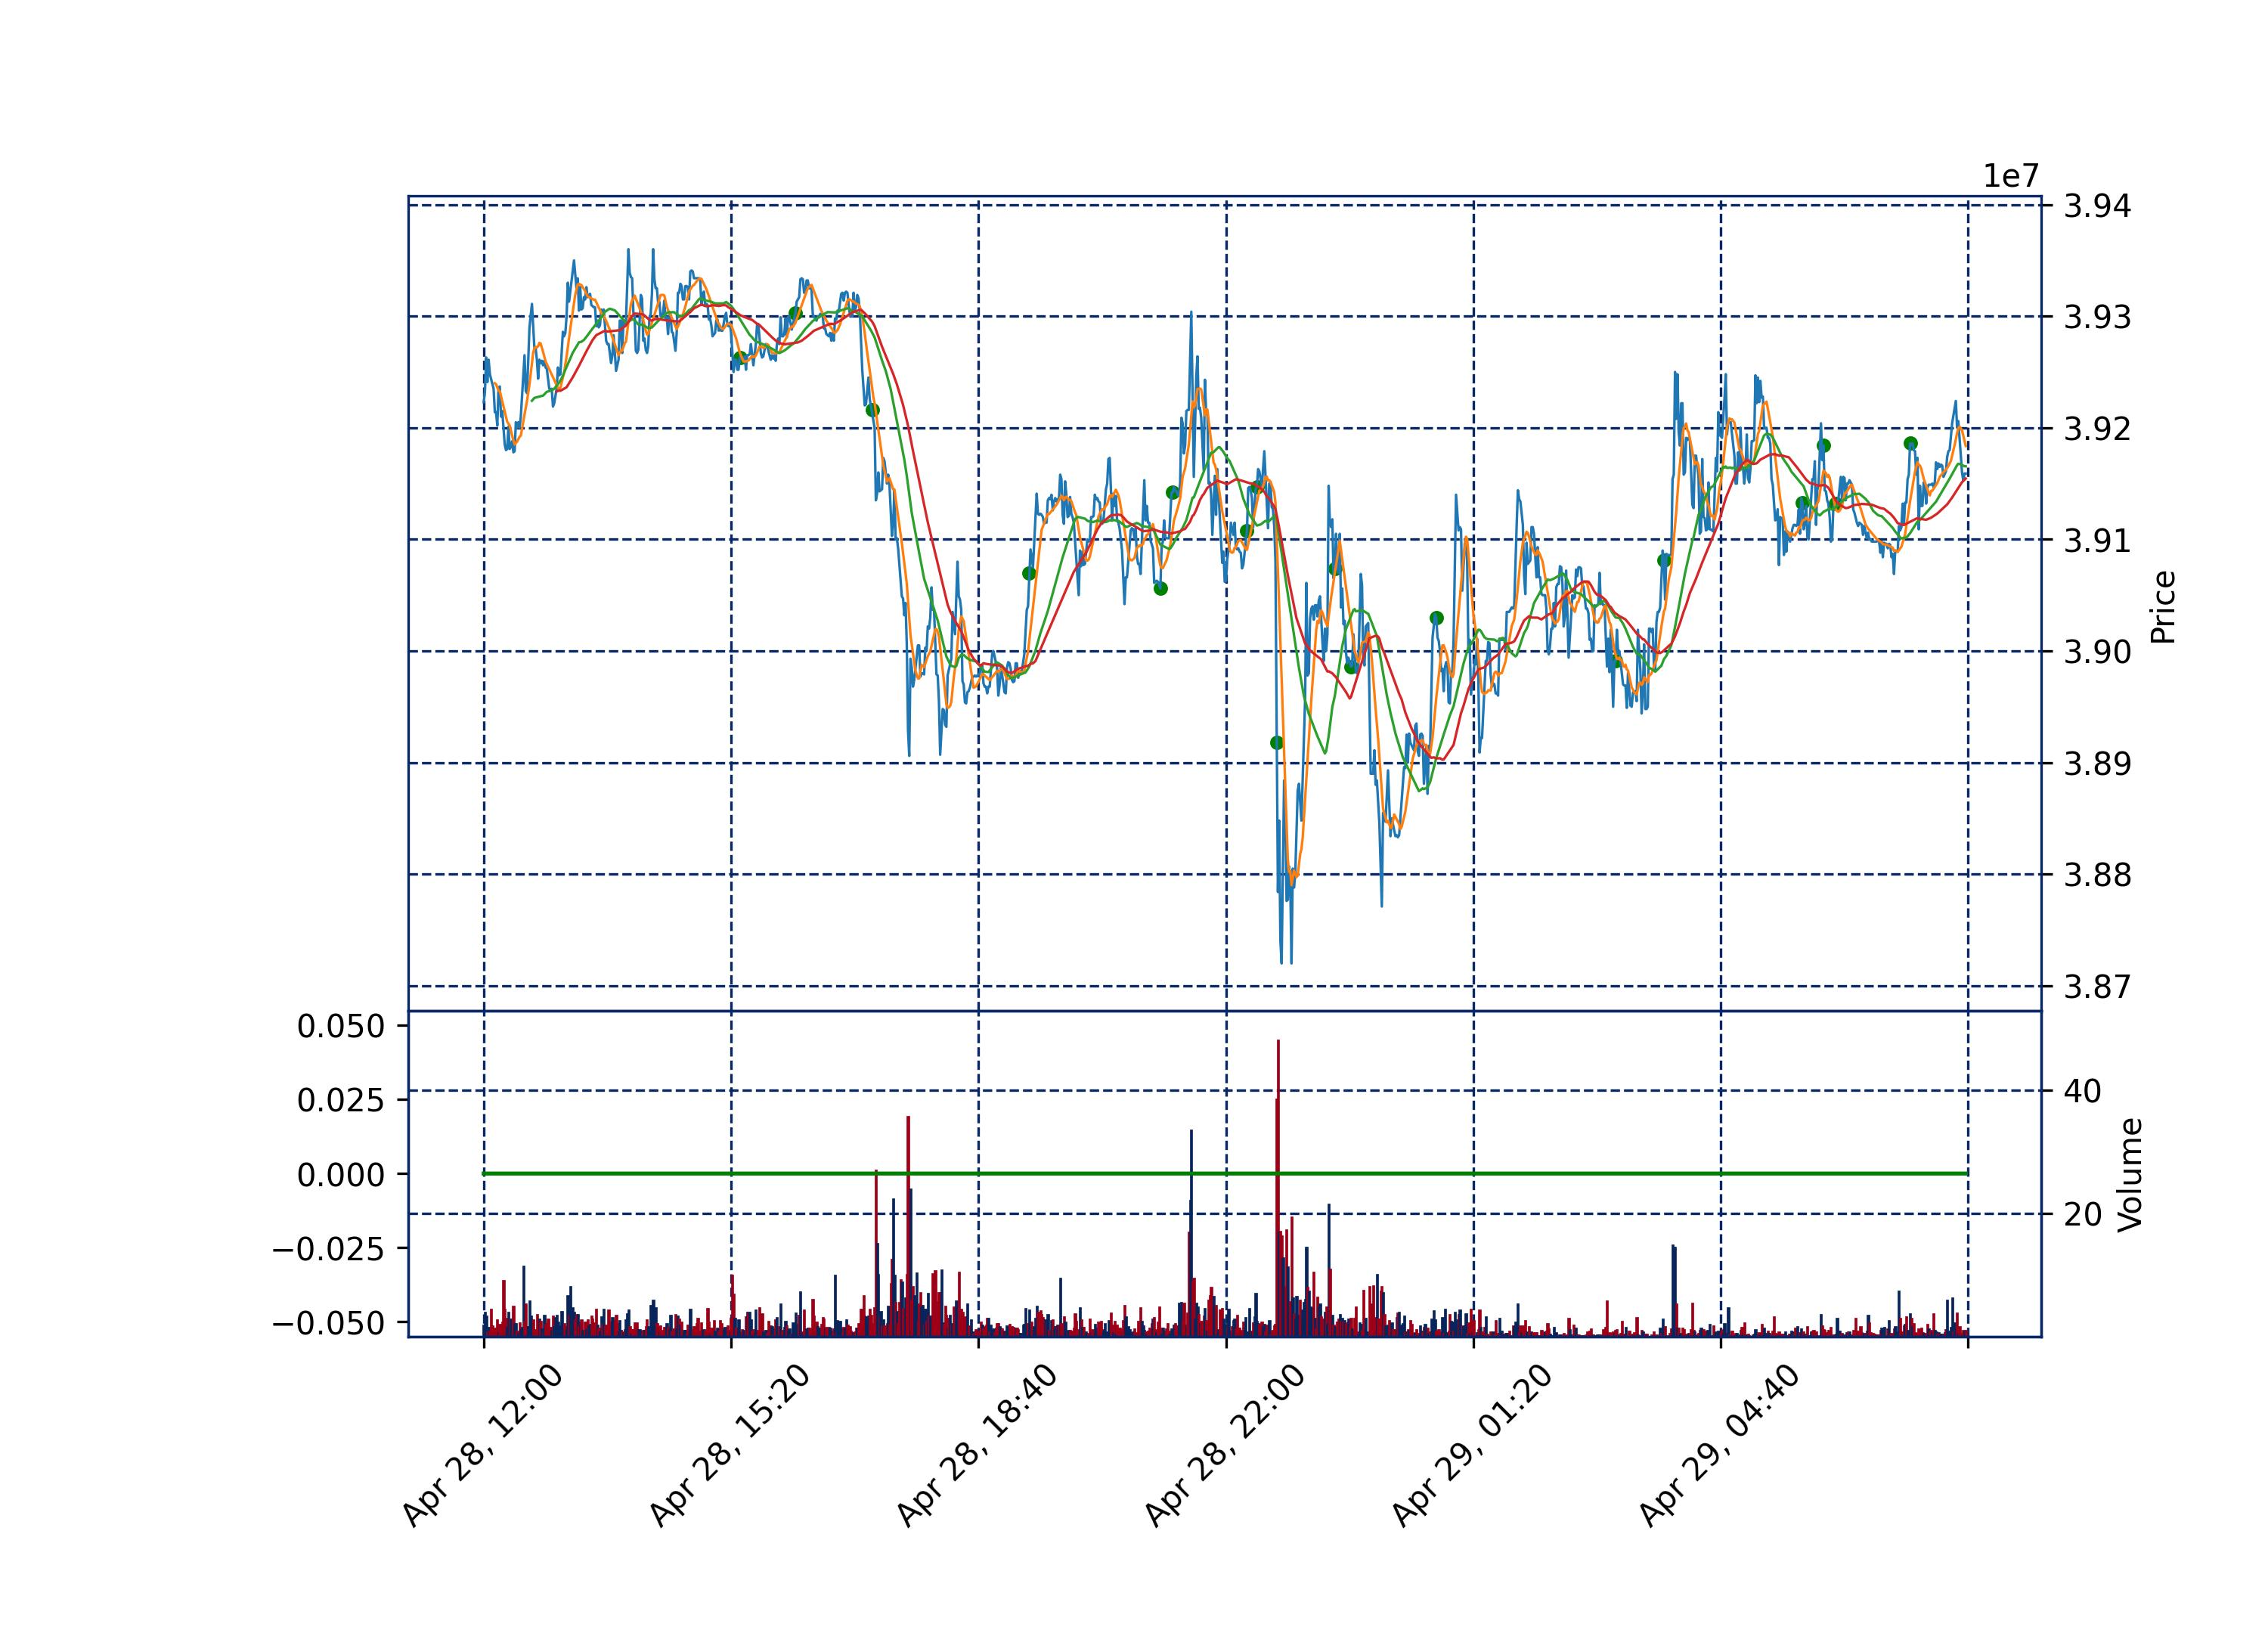 1e7
3.94
3.93
3.92
3.91
3.90
3.89
3.88
3.87
Price
0.050
0.025
0.000
−0.025
−0.050
40
20
Volume
Apr 28, 12:00
Apr 28, 15:20
Apr 28, 18:40
Apr 28, 22:00
Apr 29, 01:20
Apr 29, 04:40